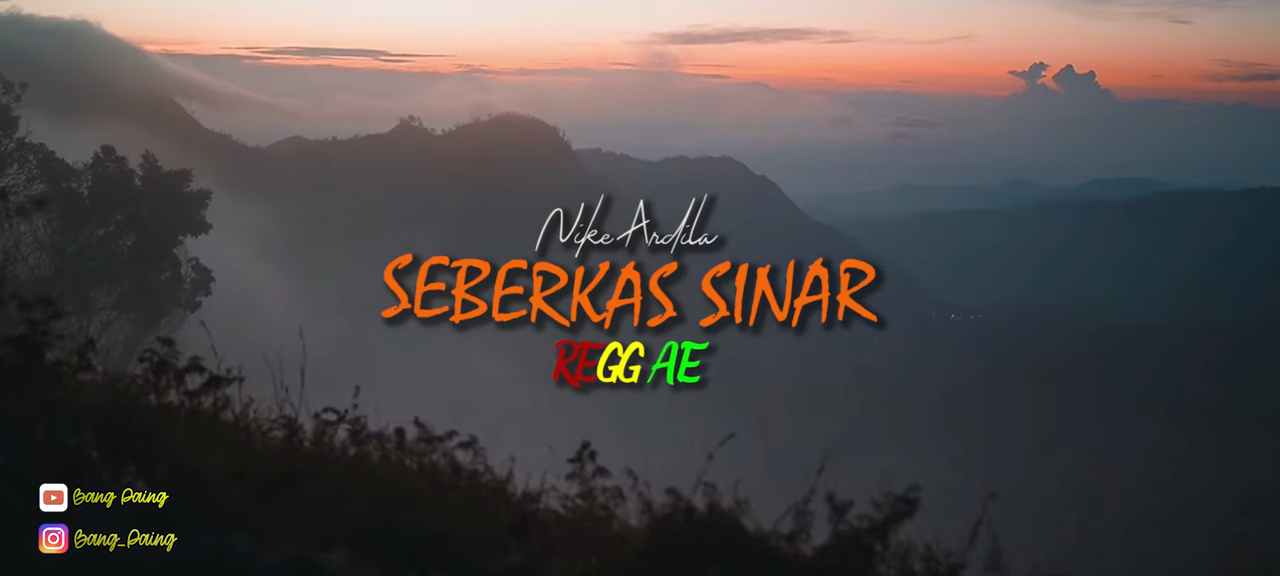 Nike Ardila
SEBERKAS SINAR
REGGAE
Bang Paing
Bang_Paing